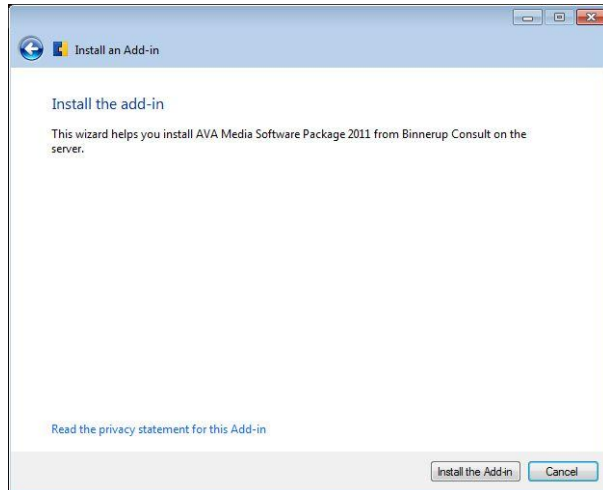 Install an Add-in
Install the add-in
This wizard helps you install AVA Media Software Package 2011 from Binnerup Consult on the
server.
Read the privacy statement for this Add-in
Install the Add-in Cancel